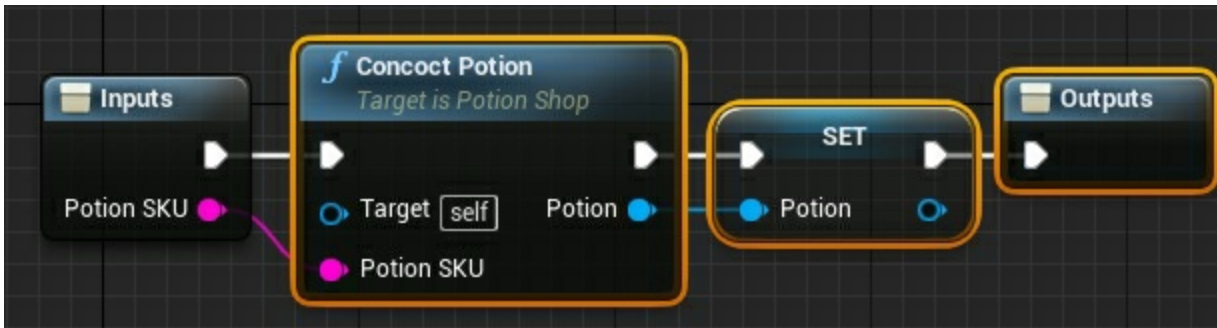 Inputs
Potion SKU
f Concoct Potion
Target is Potion Shop
Target self
Potion
Potion SKU
SET
Potion
Outputs